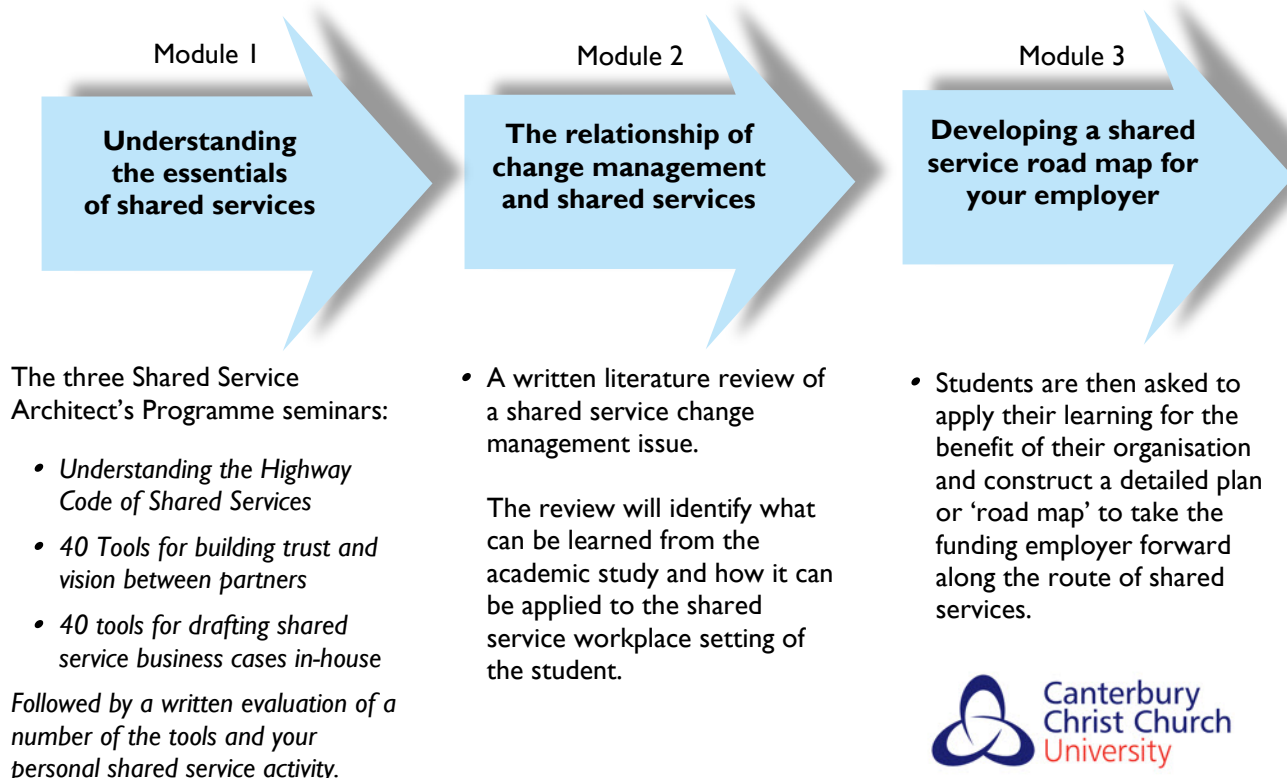 Module 1
Understanding
the essentials
of shared services
The three Shared Service
Architect's Programme seminars:
• Understanding the Highway
Code of Shared Services
• 40 Tools for building trust and
vision between partners
• 40 tools for drafting shared
service business cases in-house
Followed by a written evaluation of a
number of the tools and your
personal shared service activity.
Module 2
The relationship of
change management
and shared services
• A written literature review of
a shared service change
management issue.
The review will identify what
can be learned from the
academic study and how it can
be applied to the shared
service workplace setting of
the student.
Module 3
Developing a shared
service road map for
your employer
• Students are then asked to
apply their learning for the
benefit of their organisation
and construct a detailed plan
or ‘road map’ to take the
funding employer forward
along the route of shared
services.
Canterbury
Christ Church
University